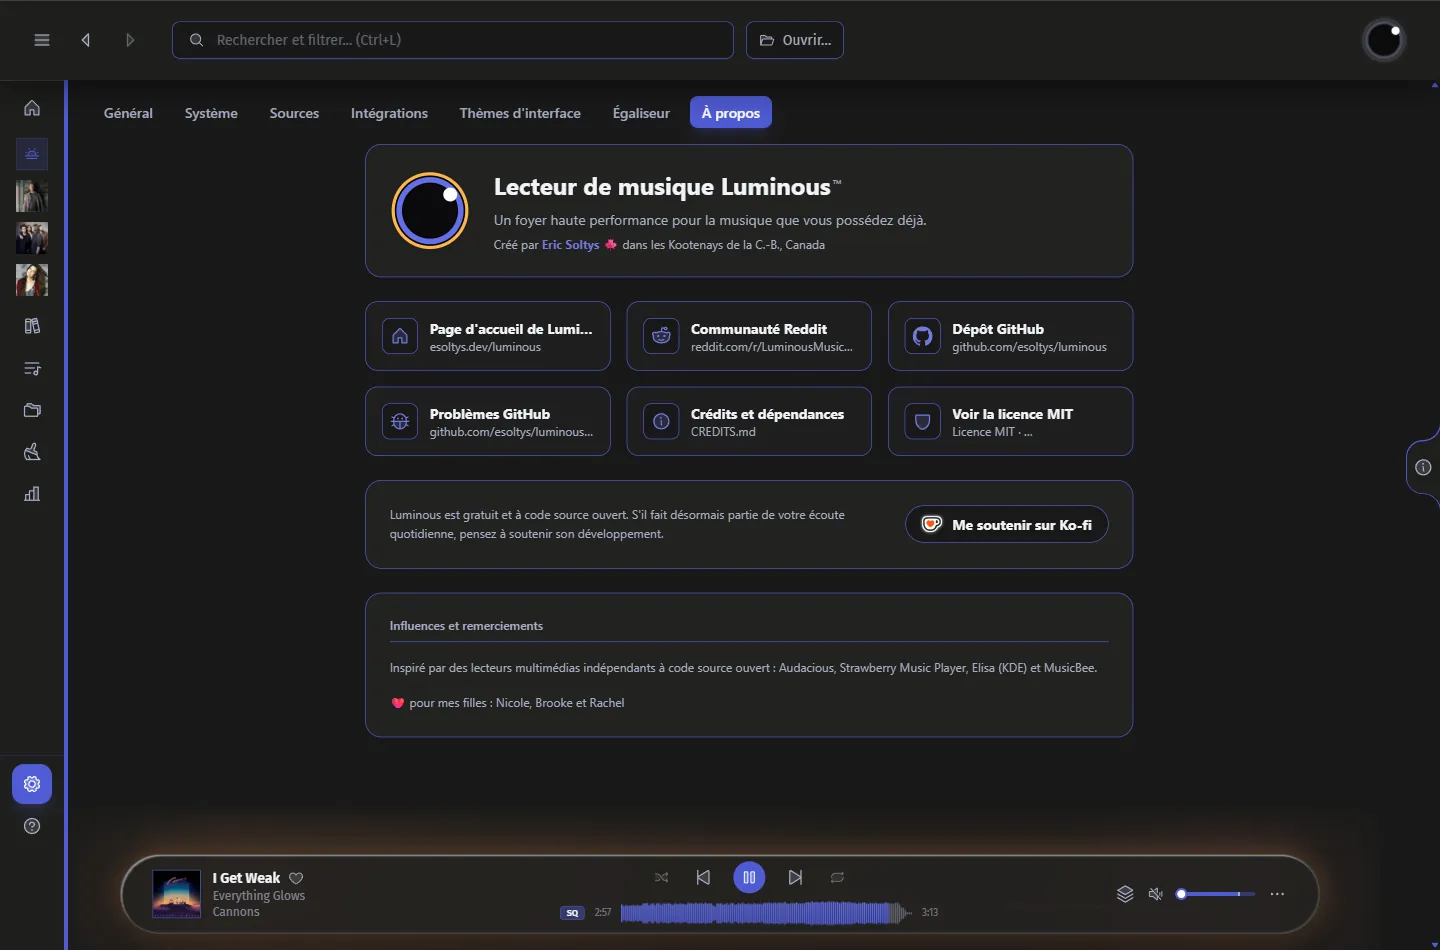 Rechercher et filtrer... (Ctrl+L)
Ouvrir...
Général
Système
Sources
Intégrations
Thèmes d'interface
Égaliseur
À propos
Lecteur de musique Luminous™
Un foyer haute performance pour la musique que vous possédez déjà.
Créé par Eric Soltys dans les Kootenays de la C.-B., Canada
Page d'accueil de Lumi...
esoltys.dev/luminous
Communauté Reddit
reddit.com/r/LuminousMusic...
Dépôt GitHub
github.com/esoltys/luminous
Problèmes GitHub
github.com/esoltys/luminous...
Crédits et dépendances
CREDITS.md
Voir la licence MIT
Licence MIT · ...
Luminous est gratuit et à code source ouvert. S'il fait désormais partie de votre écoute
quotidienne, pensez à soutenir son développement.
Me soutenir sur Ko-fi
Influences et remerciements
Inspiré par des lecteurs multimédias indépendants à code source ouvert : Audacious, Strawberry Music Player, Elisa (KDE) et MusicBee.
pour mes filles : Nicole, Brooke et Rachel
I Get Weak
Everything Glows
Cannons
SQ
2:57
3:13